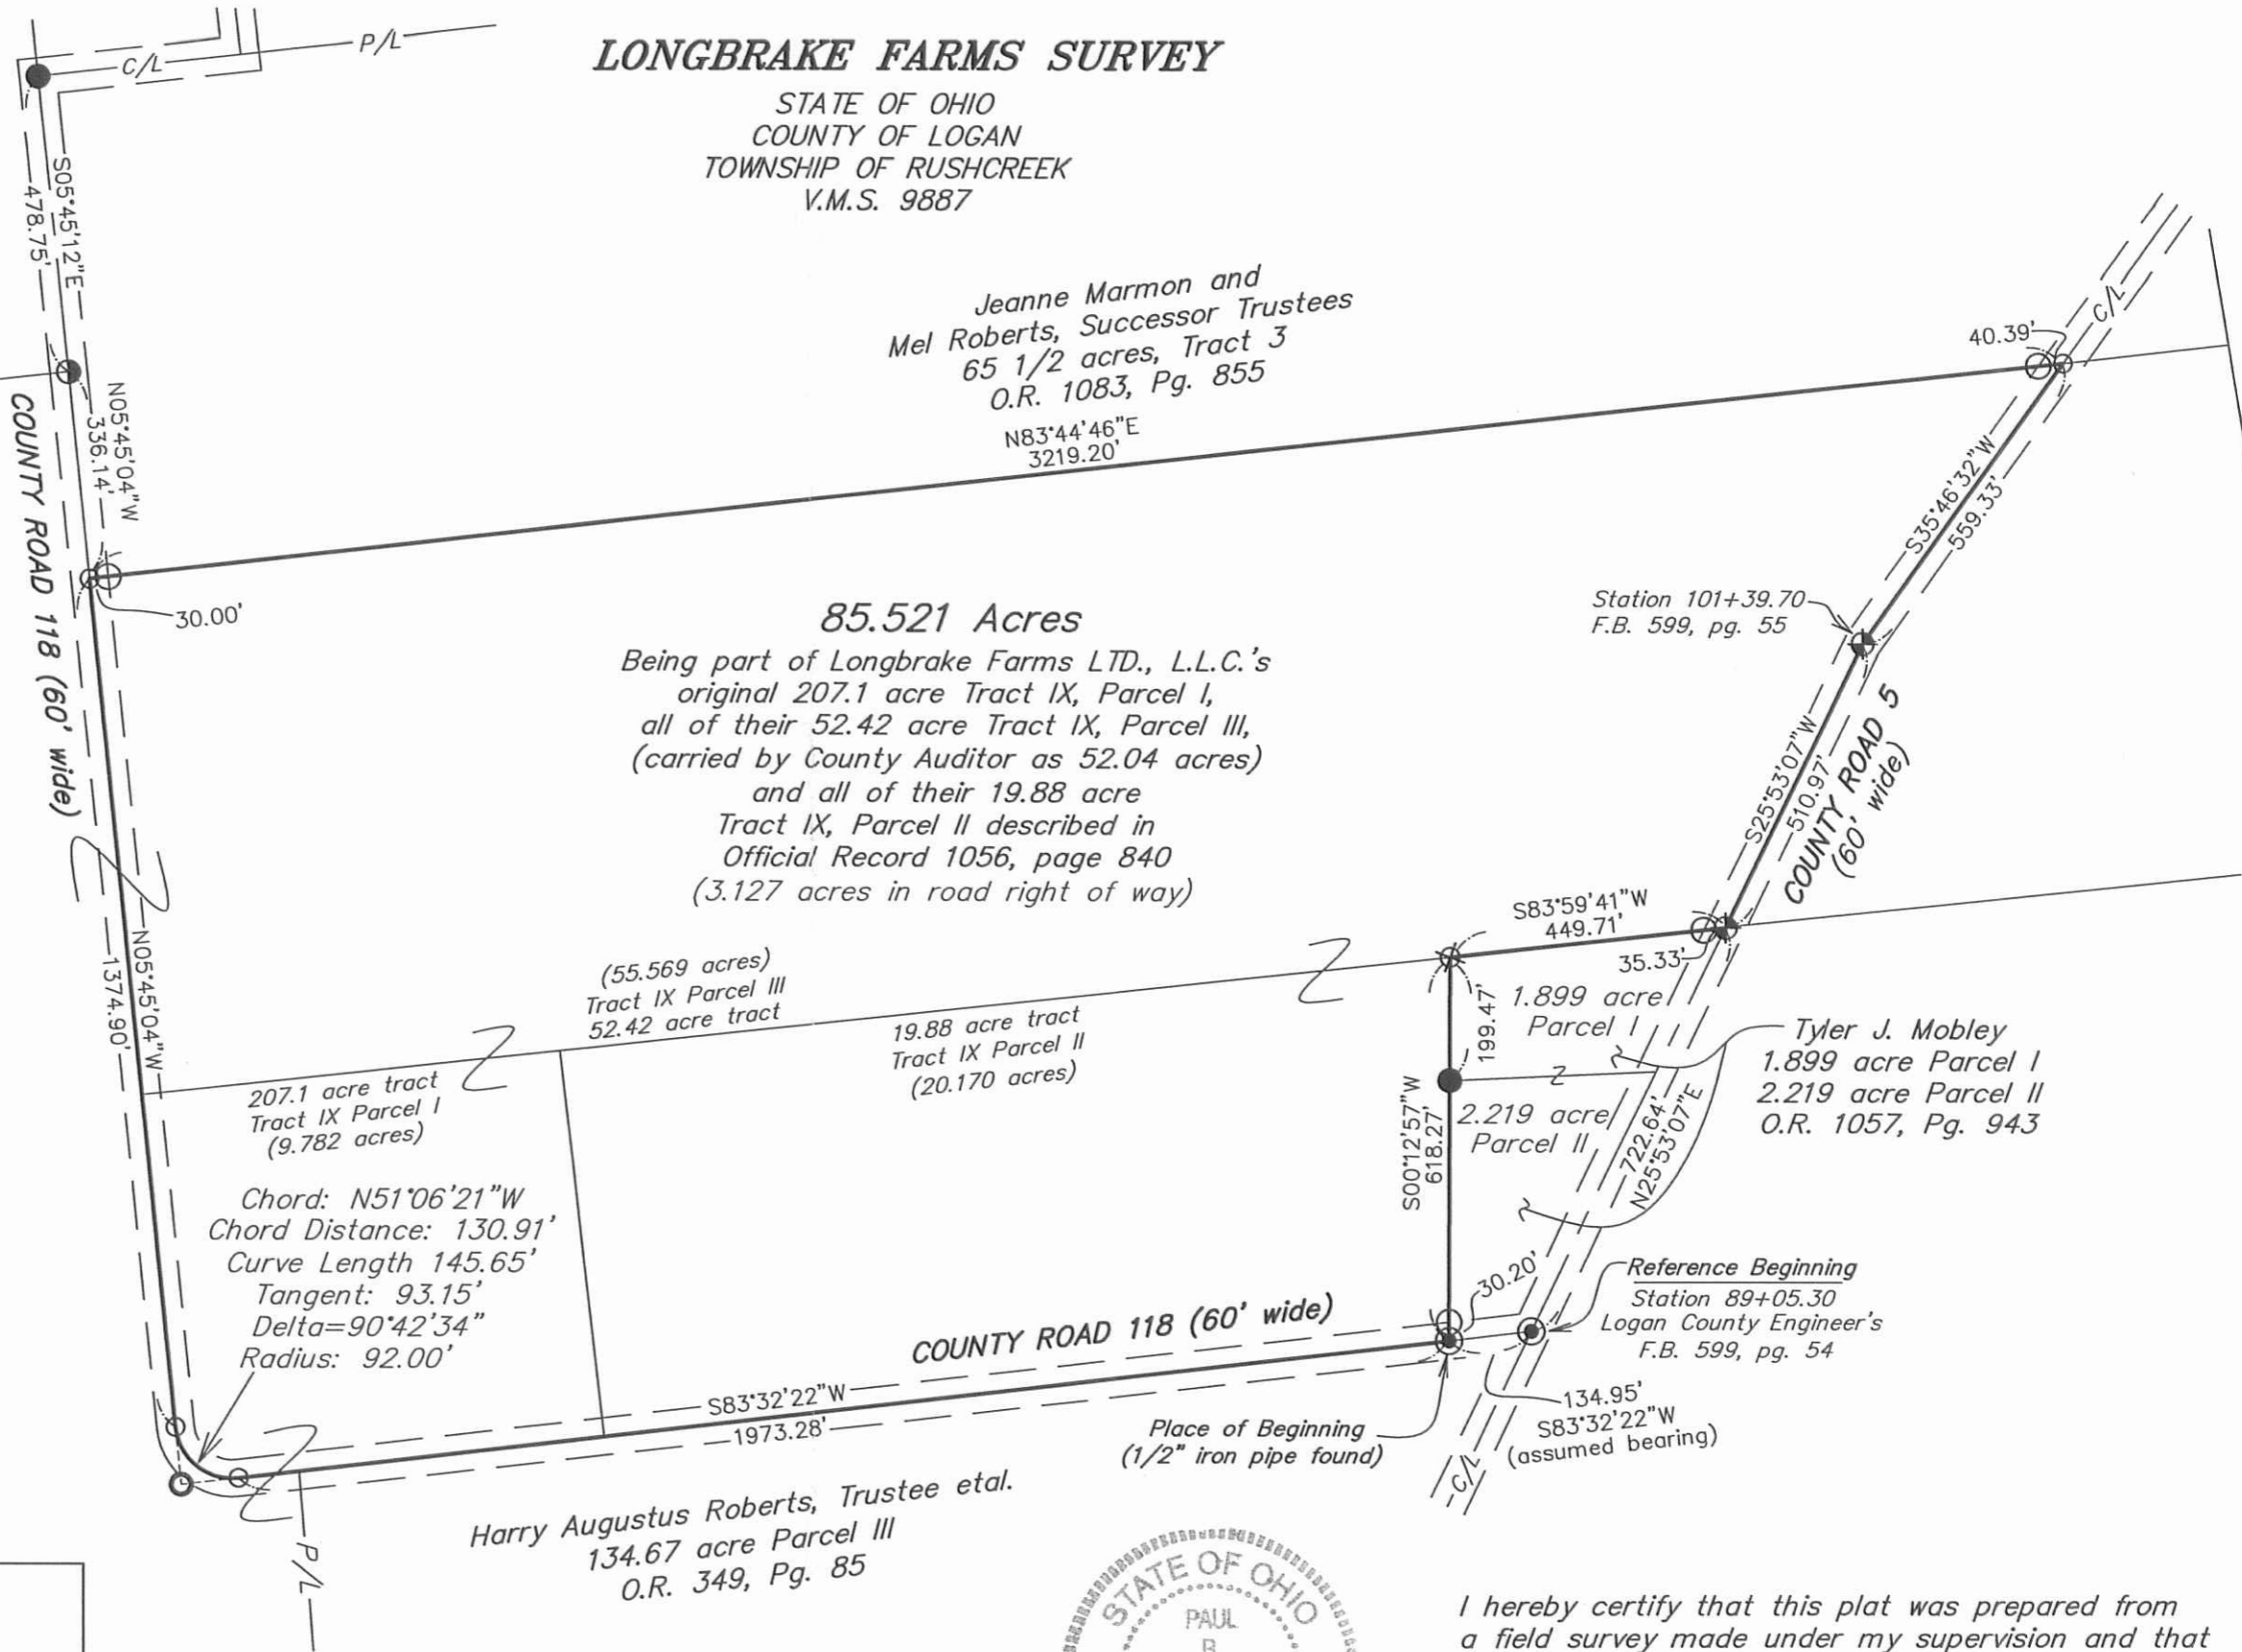 LONGBRAKE FARMS SURVEY
STATE OF OHIO
COUNTY OF LOGAN
TOWNSHIP OF RUSHCREEK
V.M.S. 9887
P/L
C/L
S05°45'12"E
478.75'
N05°45'04"W
336.14'
COUNTY ROAD 118 (60' wide)
30.00'
Jeanne Marmon and
Mel Roberts, Successor Trustees
65 1/2 acres, Tract 3
O.R. 1083, Pg. 855
N83°44'46"E
3219.20'
40.39'
C/L
S35°46'32"W
559.33'
Station 101+39.70
F.B. 599, pg. 55
85.521 Acres
Being part of Longbrake Farms LTD., L.L.C.'s
original 207.1 acre Tract IX, Parcel I,
all of their 52.42 acre Tract IX, Parcel III,
(carried by County Auditor as 52.04 acres)
and all of their 19.88 acre
Tract IX, Parcel II described in
Official Record 1056, page 840
(3.127 acres in road right of way)
S25°53'07"W
510.97'
COUNTY ROAD 5
(60' wide)
S83°59'41"W
449.71'
35.33'
N05°45'04"W
1374.90'
(55.569 acres)
Tract IX Parcel III
52.42 acre tract
19.88 acre tract
Tract IX Parcel II
(20.170 acres)
207.1 acre tract
Tract IX Parcel I
(9.782 acres)
199.47'
1.899 acre
Parcel I
S00°12'57"W
618.27'
2.219 acre
Parcel II
722.64'
N25°53'07"E
Tyler J. Mobley
1.899 acre Parcel I
2.219 acre Parcel II
O.R. 1057, Pg. 943
Chord: N51°06'21"W
Chord Distance: 130.91'
Curve Length 145.65'
Tangent: 93.15'
Delta=90°42'34"
Radius: 92.00'
30.20'
Reference Beginning
Station 89+05.30
Logan County Engineer's
F.B. 599, pg. 54
COUNTY ROAD 118 (60' wide)
S83°32'22"W
1973.28'
Place of Beginning
(1/2" iron pipe found)
134.95'
S83°32'22"W
(assumed bearing)
C/L
P/L
Harry Augustus Roberts, Trustee etal.
134.67 acre Parcel III
O.R. 349, Pg. 85
STATE OF OHIO
PAUL
B.
I hereby certify that this plat was prepared from
a field survey made under my supervision and that